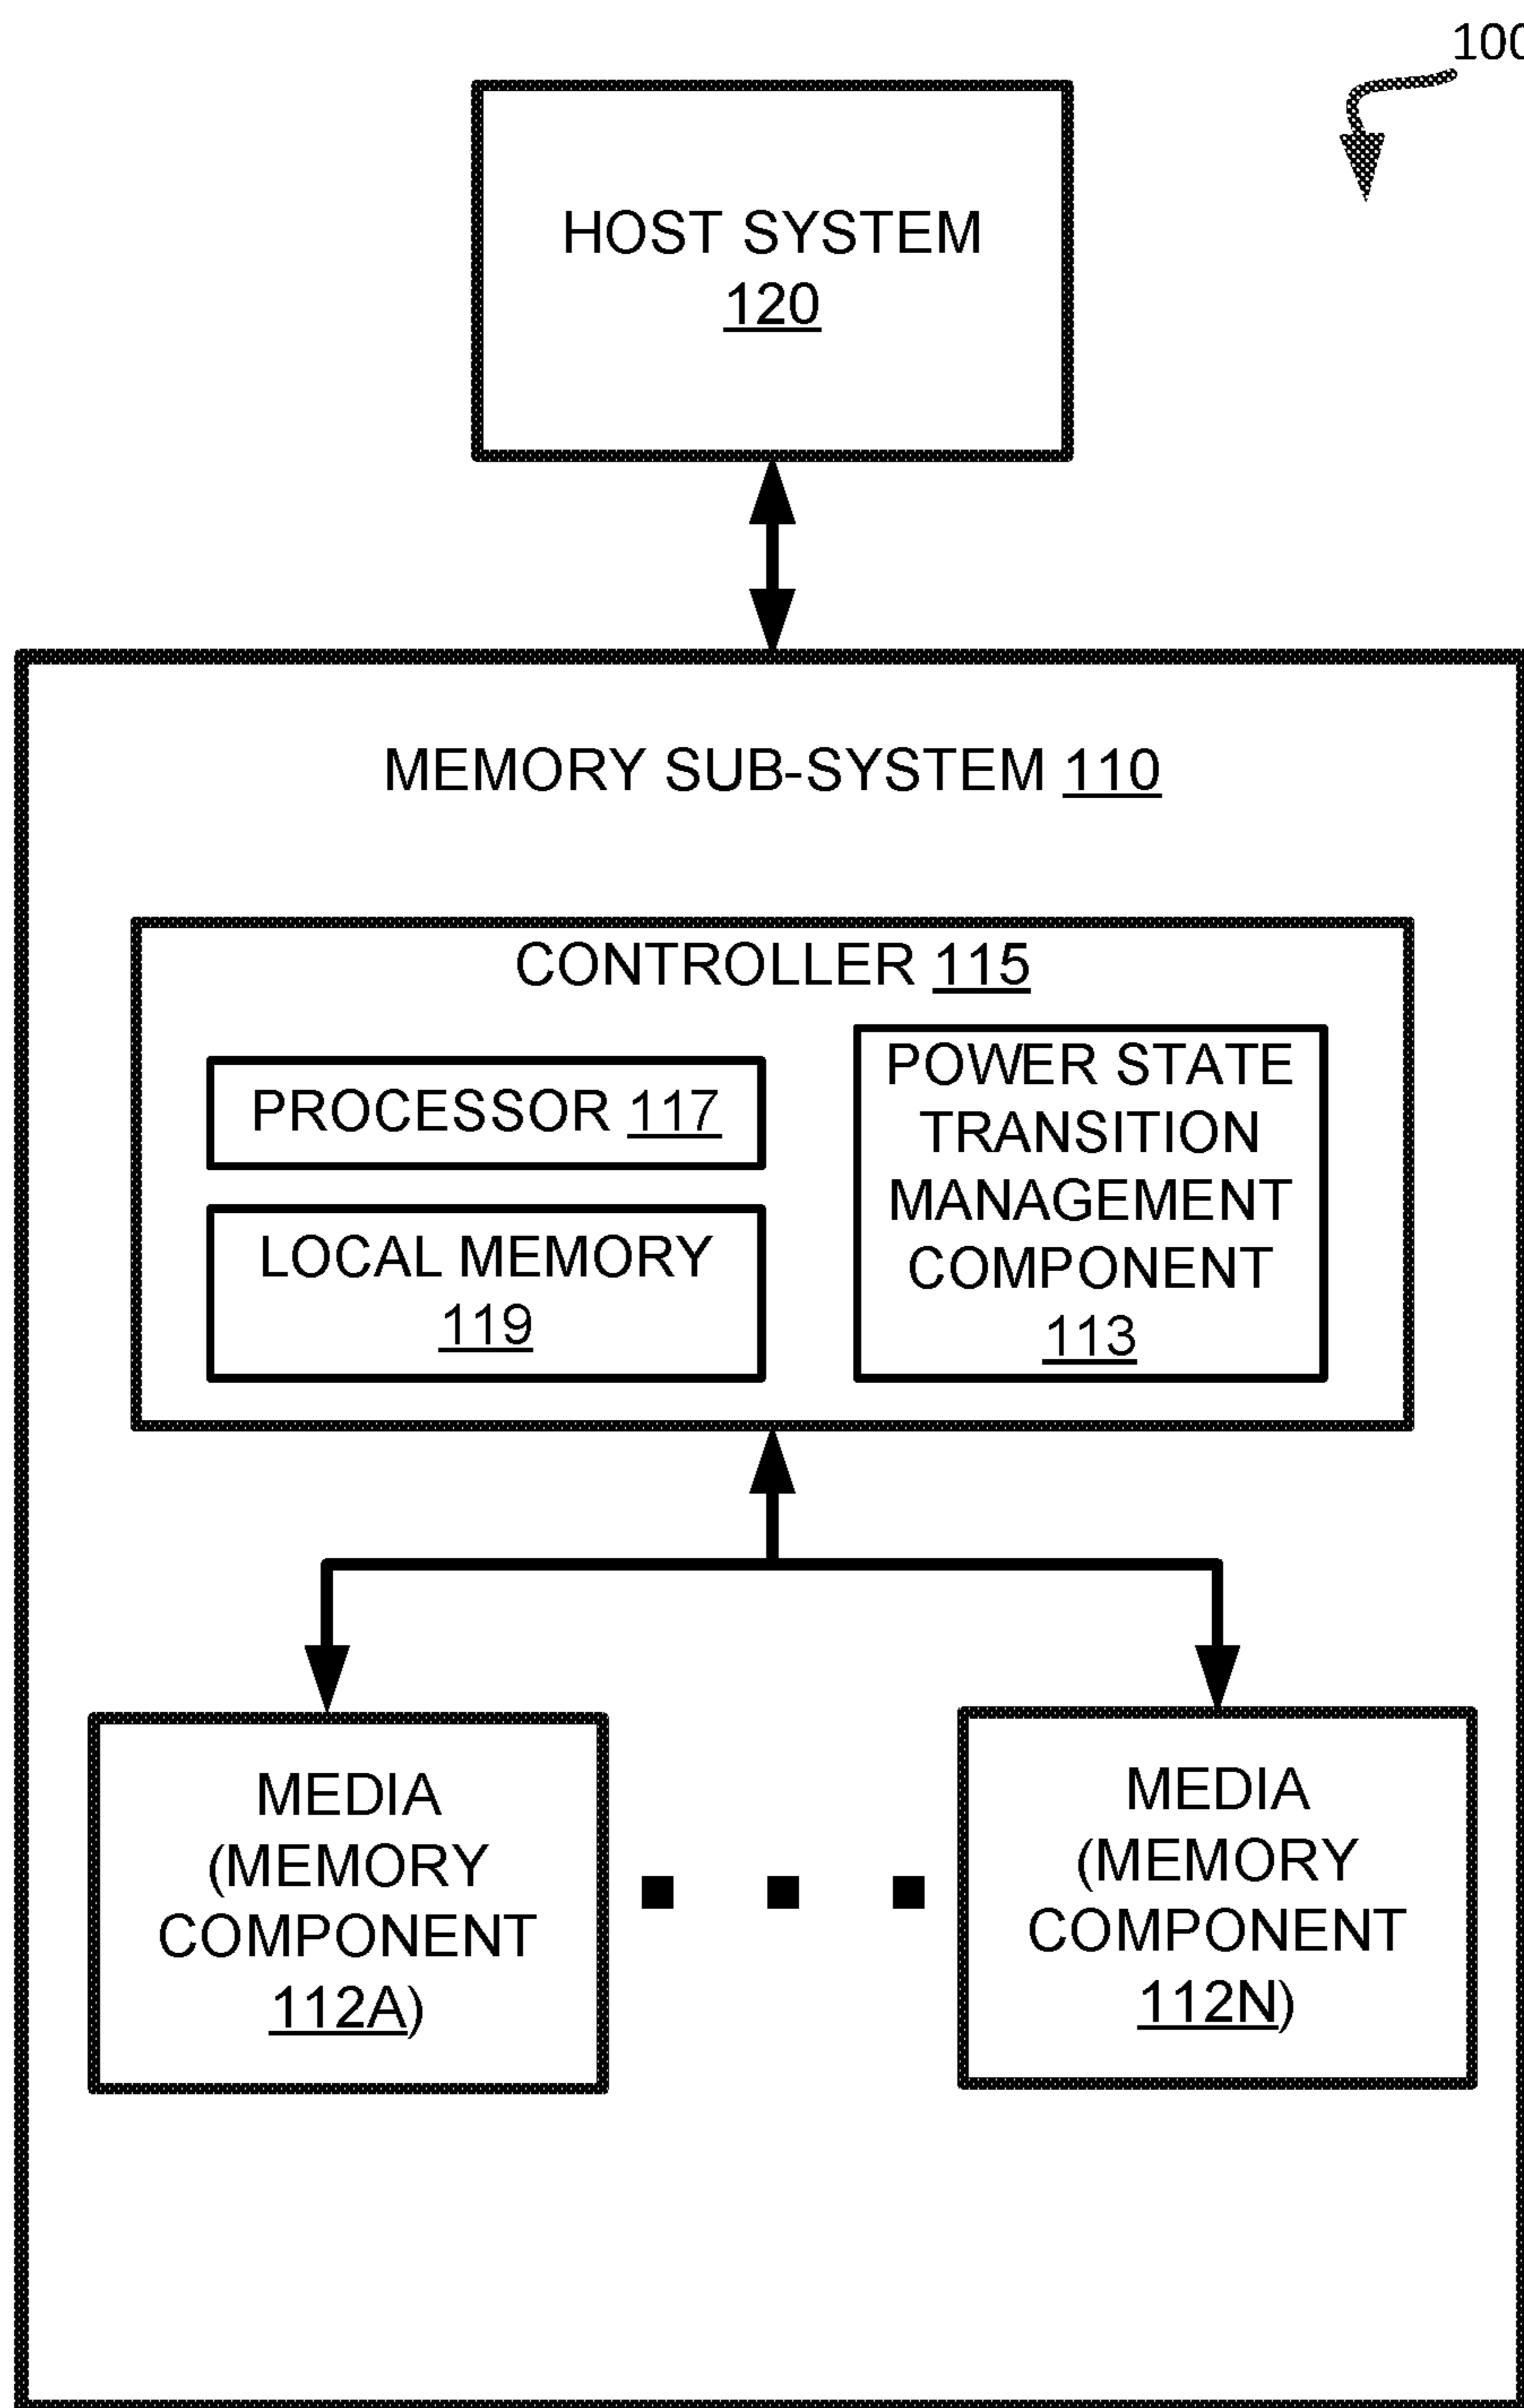 100
HOST SYSTEM
120
MEMORY SUB-SYSTEM 110
CONTROLLER 115
PROCESSOR 117
LOCAL MEMORY
119
POWER STATE
TRANSITION
MANAGEMENT
COMPONENT
113
MEDIA
(MEMORY
COMPONENT
112A)
MEDIA
(MEMORY
COMPONENT
112N)